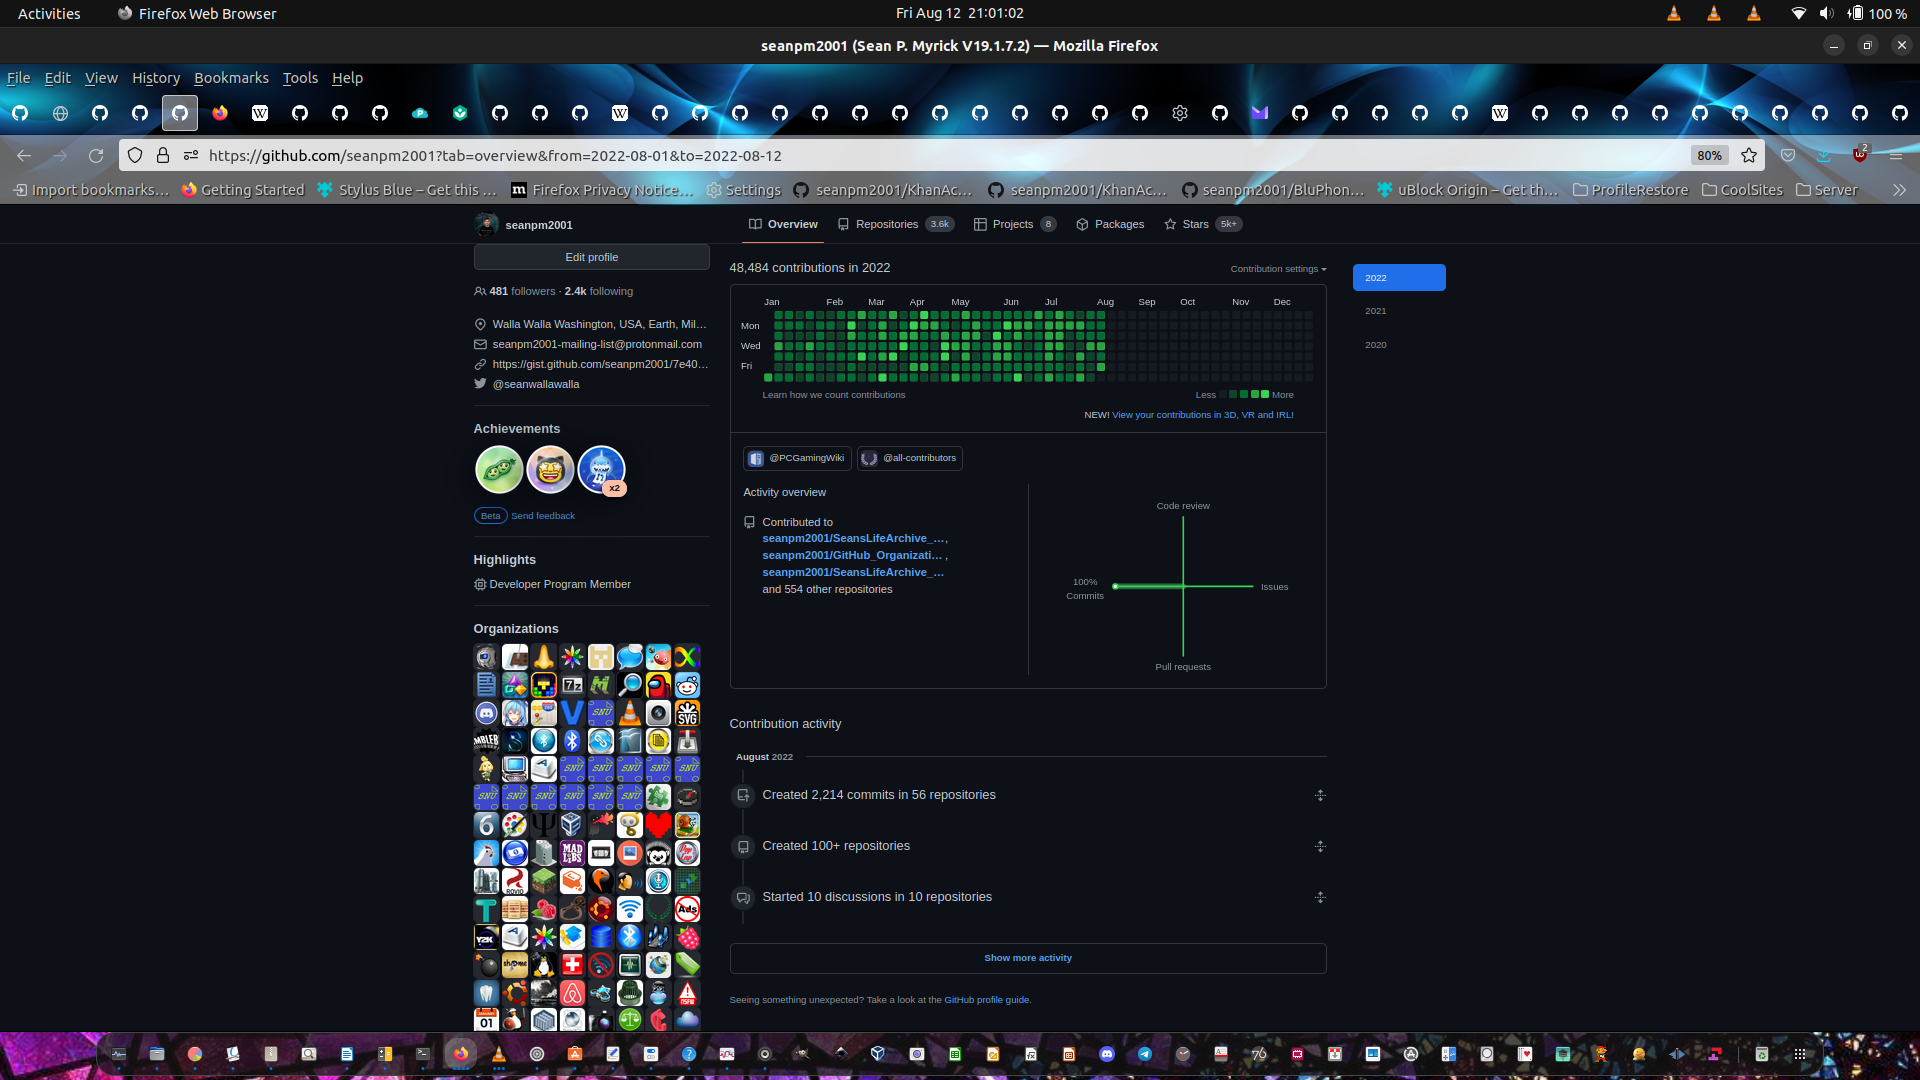 Activities
Firefox Web Browser
Fri Aug 12 21:01:02
100 %
seanpm2001 (Sean P. Myrick V19.1.7.2) — Mozilla Firefox
File Edit View History Bookmarks Tools Help
https://github.com/seanpm2001?tab=overview&from=2022-08-01&to=2022-08-12
80%
2
Import bookmarks…
Getting Started
Stylus Blue – Get this …
Firefox Privacy Notice…
Settings
seanpm2001/KhanAc…
seanpm2001/KhanAc…
seanpm2001/BluPhon…
uBlock Origin – Get th…
ProfileRestore
CoolSites
Server
seanpm2001
Overview
Repositories 3.6k
Projects 8
Packages
Stars 5k+
Edit profile
481 followers · 2.4k following
Walla Walla Washington, USA, Earth, Mil…
seanpm2001-mailing-list@protonmail.com
https://gist.github.com/seanpm2001/7e40…
@seanwallawalla
Achievements
x2
Beta Send feedback
Highlights
Developer Program Member
Organizations
48,484 contributions in 2022
Contribution settings
2022
2021
2020
Jan Feb Mar Apr May Jun Jul Aug Sep Oct Nov Dec
Mon
Wed
Fri
Learn how we count contributions
Less More
NEW! View your contributions in 3D, VR and IRL!
@PCGamingWiki
@all-contributors
Activity overview
Contributed to
seanpm2001/SeansLifeArchive_…,
seanpm2001/GitHub_Organizati… ,
seanpm2001/SeansLifeArchive_…
and 554 other repositories
Code review
100%
Commits
Issues
Pull requests
Contribution activity
August 2022
Created 2,214 commits in 56 repositories
Created 100+ repositories
Started 10 discussions in 10 repositories
Show more activity
Seeing something unexpected? Take a look at the GitHub profile guide.
7z
SNU
SVG
MAD LIBS
ROVIO
Ads
Y2K
01
76